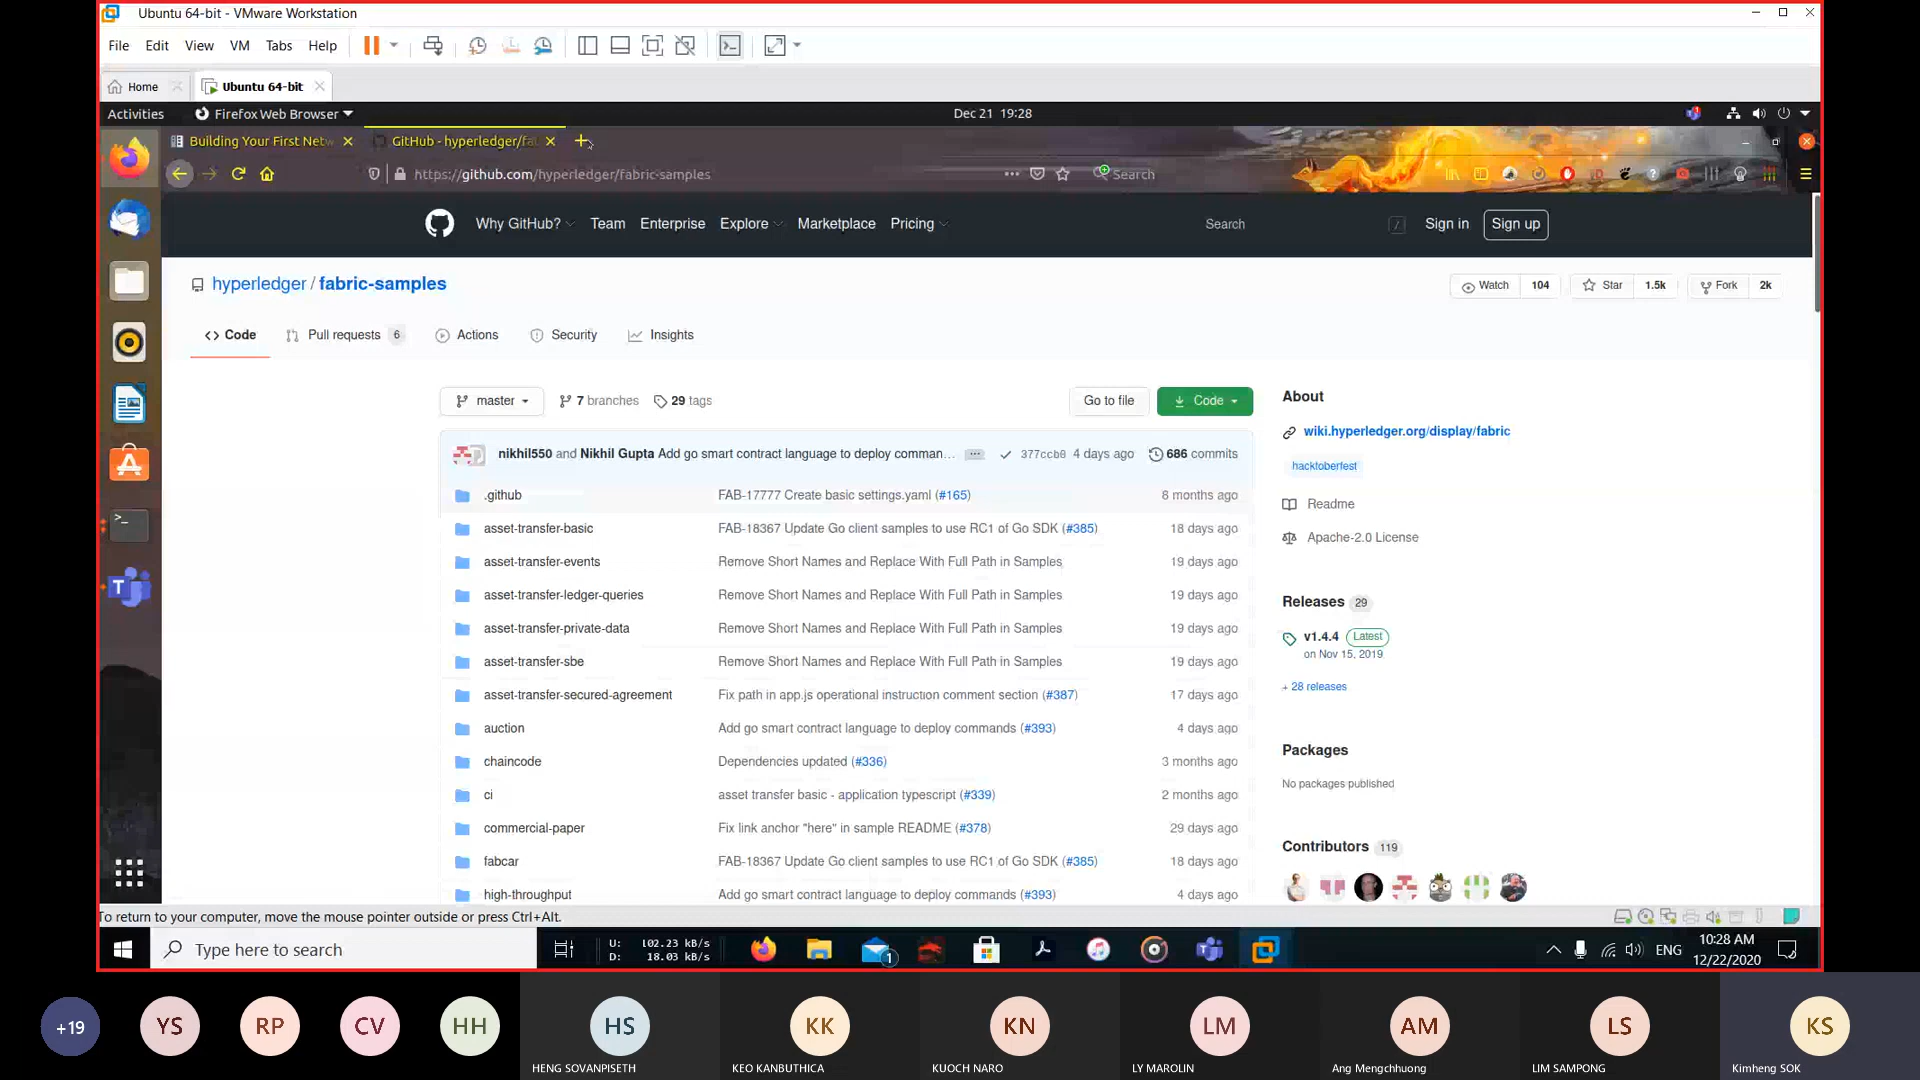 Ubuntu 64-bit - VMware Workstation
File Edit View VM Tabs Help
Home Ubuntu 64-bit
Activities Firefox Web Browser Dec 21 19:28
Building Your First Netw GitHub - hyperledger/fa
https://github.com/hyperledger/fabric-samples Search
Why GitHub? Team Enterprise Explore Marketplace Pricing Search / Sign in Sign up
hyperledger / fabric-samples Watch 104 Star 1.5k Fork 2k
Code Pull requests 6 Actions Security Insights
master 7 branches 29 tags Go to file Code
nikhil550 and Nikhil Gupta Add go smart contract language to deploy comman... 377ccb0 4 days ago 686 commits
.github FAB-17777 Create basic settings.yaml (#165) 8 months ago
asset-transfer-basic FAB-18367 Update Go client samples to use RC1 of Go SDK (#385) 18 days ago
asset-transfer-events Remove Short Names and Replace With Full Path in Samples 19 days ago
asset-transfer-ledger-queries Remove Short Names and Replace With Full Path in Samples 19 days ago
asset-transfer-private-data Remove Short Names and Replace With Full Path in Samples 19 days ago
asset-transfer-sbe Remove Short Names and Replace With Full Path in Samples 19 days ago
asset-transfer-secured-agreement Fix path in app.js operational instruction comment section (#387) 17 days ago
auction Add go smart contract language to deploy commands (#393) 4 days ago
chaincode Dependencies updated (#336) 3 months ago
ci asset transfer basic - application typescript (#339) 2 months ago
commercial-paper Fix link anchor "here" in sample README (#378) 29 days ago
fabcar FAB-18367 Update Go client samples to use RC1 of Go SDK (#385) 18 days ago
high-throughput Add go smart contract language to deploy commands (#393) 4 days ago
About
wiki.hyperledger.org/display/fabric
hacktoberfest
Readme
Apache-2.0 License
Releases 29
v1.4.4 Latest
on Nov 15, 2019
+ 28 releases
Packages
No packages published
Contributors 119
To return to your computer, move the mouse pointer outside or press Ctrl+Alt.
Type here to search
U: 102.23 kB/s
D: 18.03 kB/s
1
ENG
10:28 AM
12/22/2020
+19 YS RP CV HH HS KK KN LM AM LS KS
HENG SOVANPISETH KEO KANBUTHICA KUOCH NARO LY MAROLIN Ang Mengchhuong LIM SAMPONG Kimheng SOK